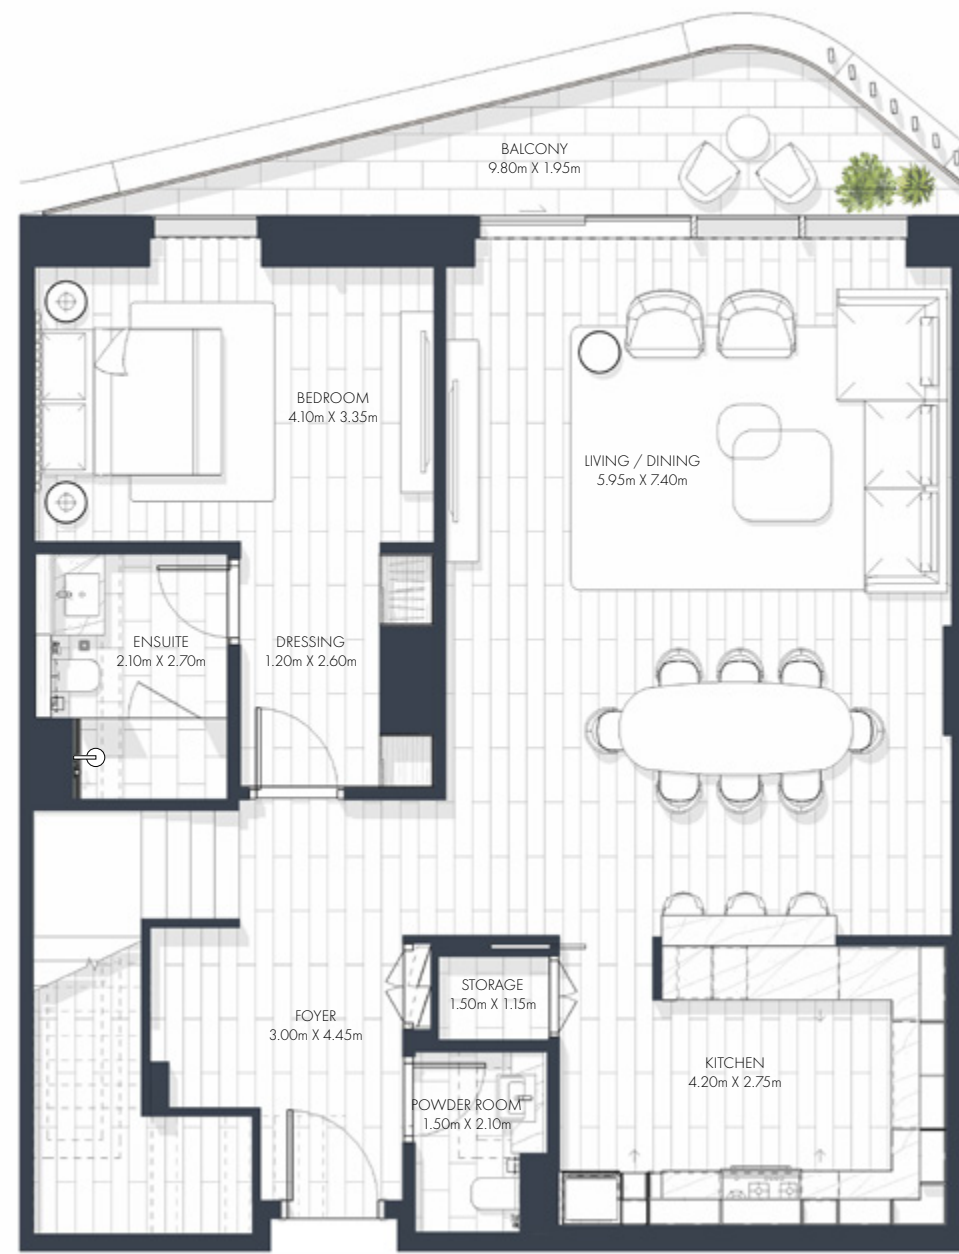 BALCONY
9.80m X 1.95m
BEDROOM
4.10m X 3.35m
LIVING / DINING
5.95m X 7.40m
ENSUITE
2.10m X 2.70m
DRESSING
1.20m X 2.60m
STORAGE
1.50m X 1.15m
FOYER
3.00m X 4.45m
KITCHEN
4.20m X 2.75m
POWDER ROOM
1.50m X 2.10m